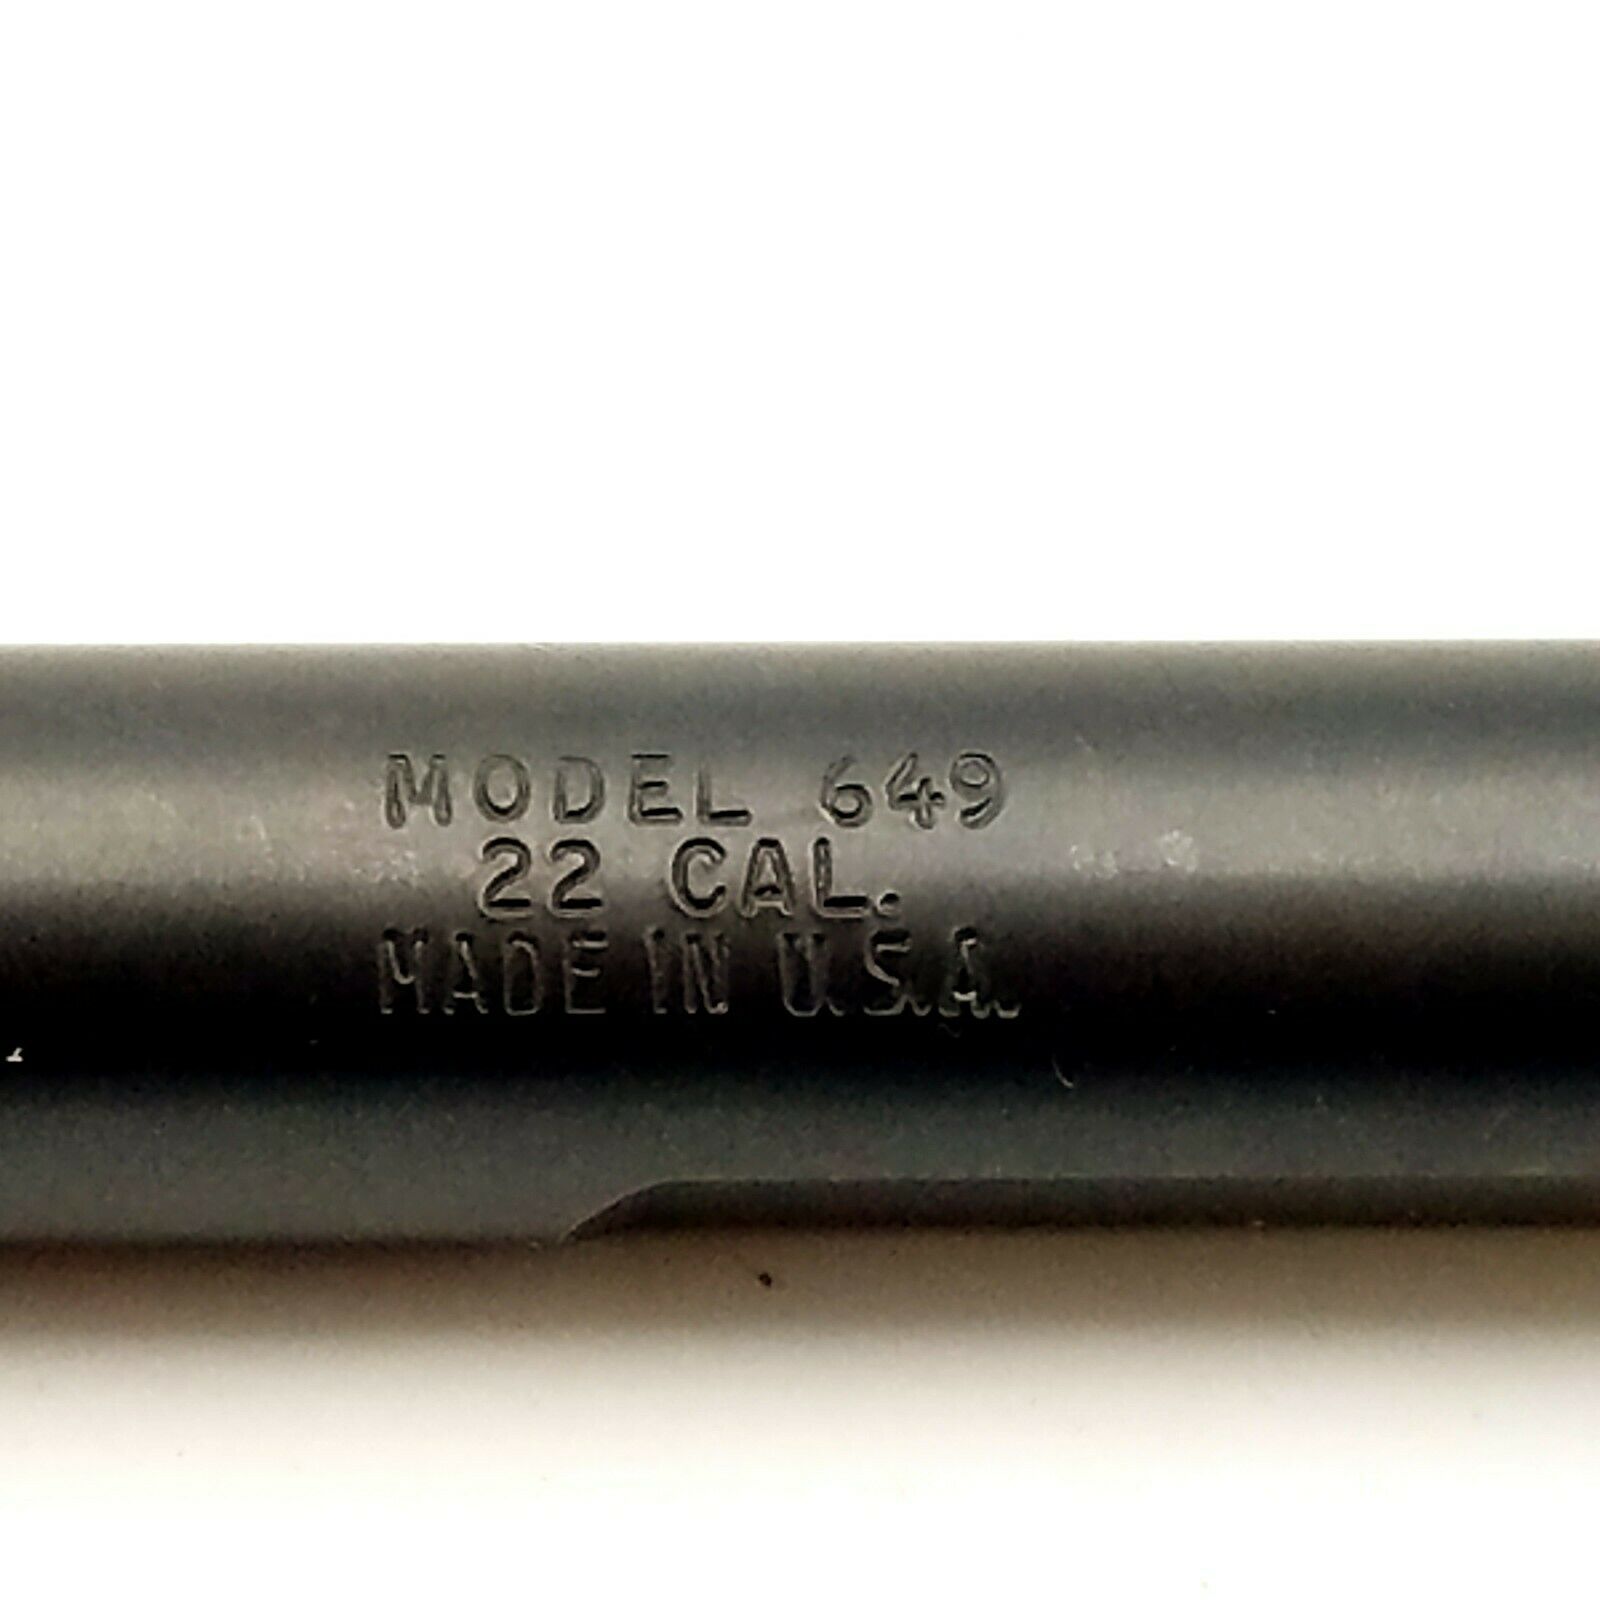 MODEL 649
22 CAL.
MADE IN U.S.A.